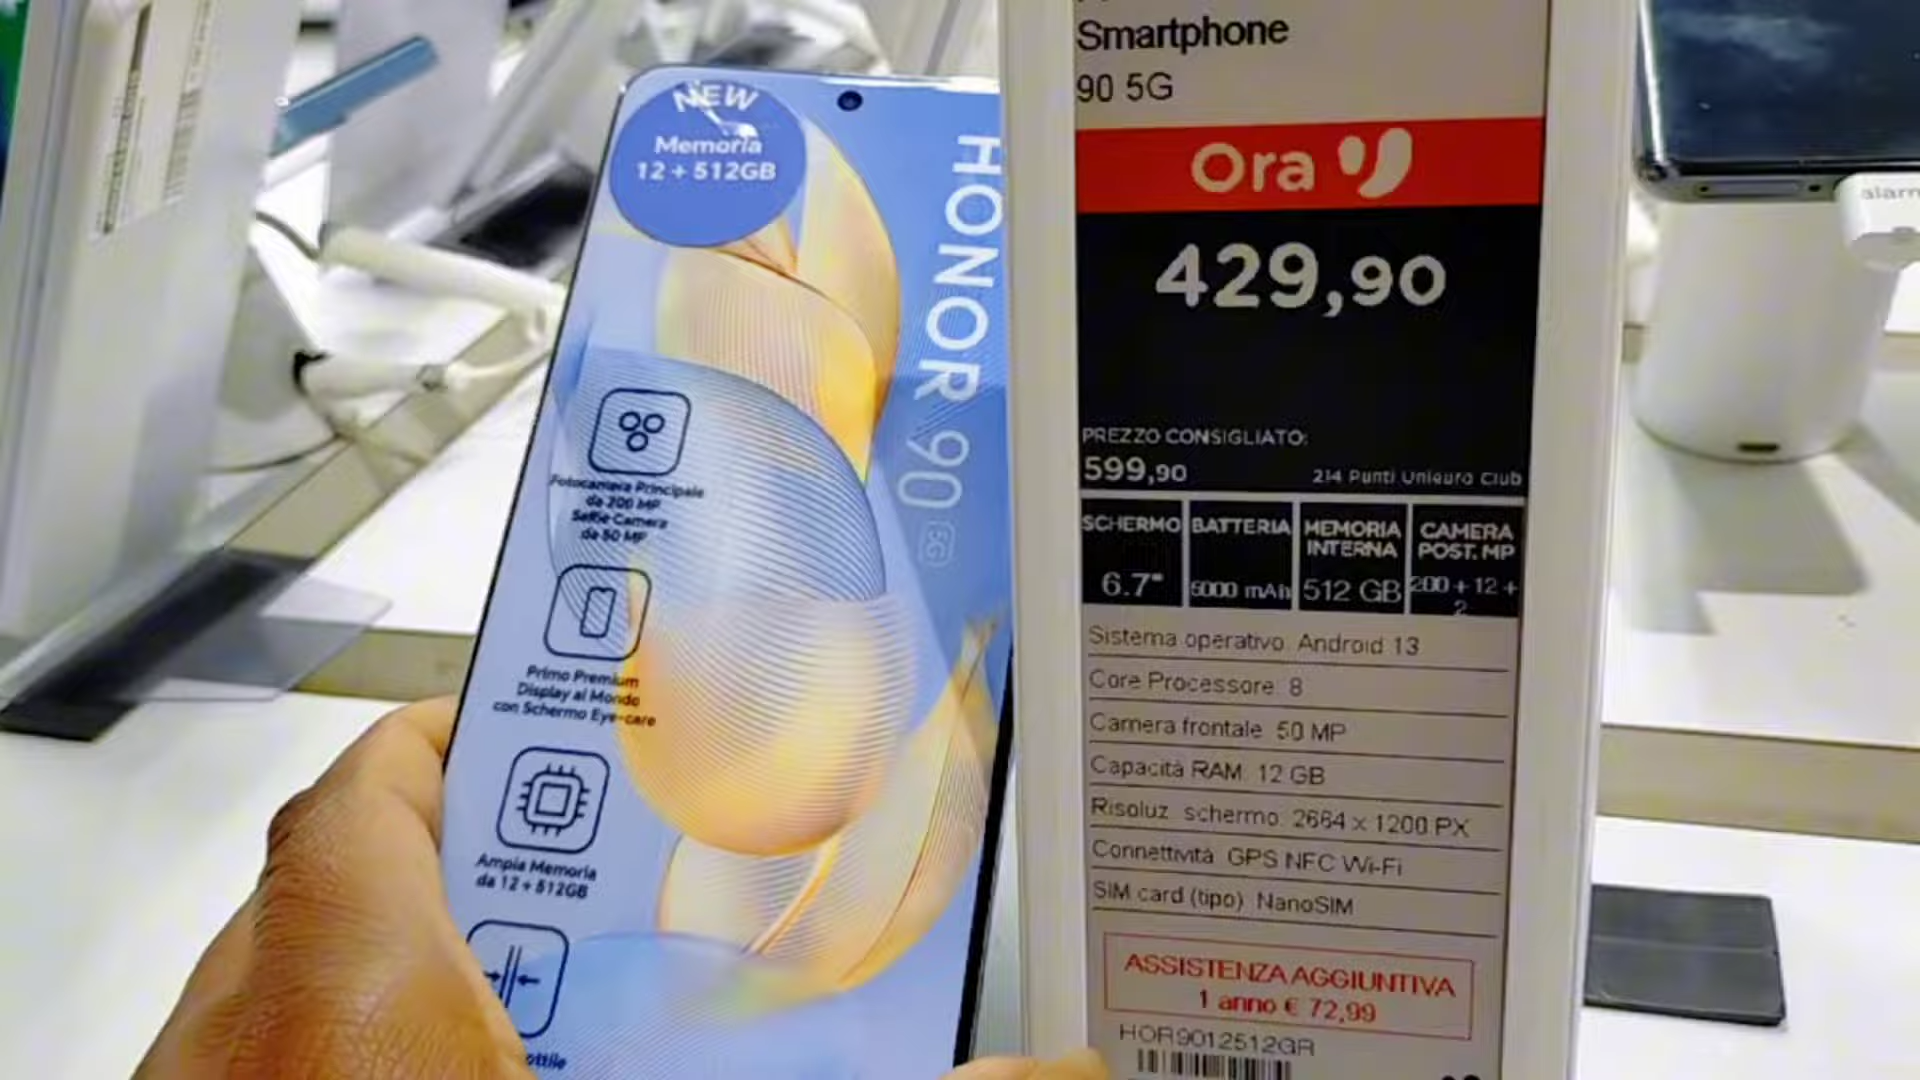 NEW
Memoria
12 + 512GB
HONOR 90 5G
Fotocamera Principale
da 200 MP
Selfie Camera
da 50 MP
Primo Premium
Display al Mondo
con Schermo Eye-care
Ampia Memoria
da 12 + 512GB
ottile
Smartphone
90 5G
Ora
429,90
PREZZO CONSIGLIATO:
599,90 214 Punti Unieuro Club
SCHERMO BATTERIA MEMORIA INTERNA CAMERA POST. MP
6.7" 5000 mAh 512 GB 200 + 12 + 2
Sistema operativo: Android 13
Core Processore: 8
Camera frontale: 50 MP
Capacità RAM: 12 GB
Risoluz. schermo: 2664 x 1200 PX
Connettività: GPS NFC Wi-Fi
SIM card (tipo): NanoSIM
ASSISTENZA AGGIUNTIVA
1 anno € 72,99
HOR9012512GR
alarm